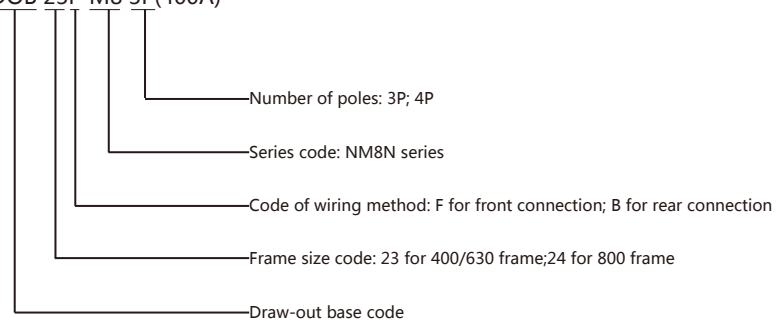 Number of poles: 3P; 4P
Series code: NM8N series
Code of wiring method: F for front connection; B for rear connection
Frame size code: 23 for 400/630 frame;24 for 800 frame
Draw-out base code